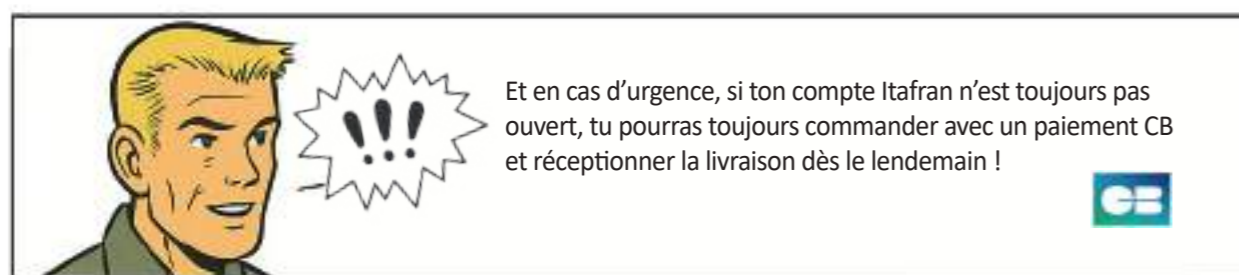 !!!
Et en cas d’urgence, si ton compte Itafran n’est toujours pas
ouvert, tu pourras toujours commander avec un paiement CB
et réceptionner la livraison dès le lendemain !
CB